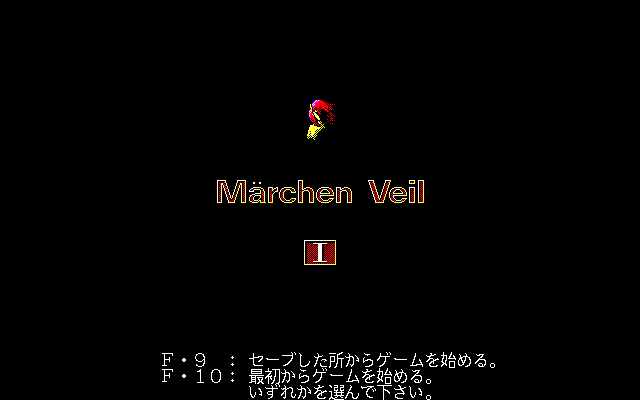 Märchen Veil
I
F・9 : セーブした所からゲームを始める。
F・10: 最初からゲームを始める。
いずれかを選んで下さい。